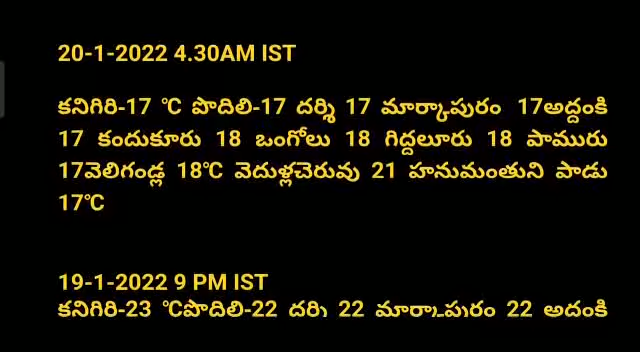 20-1-2022 4.30AM IST
కనిగిరి-17 ℃ పొదిలి-17 దర్శి 17 మార్కాపురం 17అద్దంకి
17 కందుకూరు 18 ఒంగోలు 18 గిద్దలూరు 18 పామురు
17వెలిగండ్ల 18℃ వెదుళ్లచెరువు 21 హనుమంతుని పాడు
17℃
19-1-2022 9 PM IST
కనిగిరి-23 ℃పొదిలి-22 దర్శి 22 మార్కాపురం 22 అద్దంకి